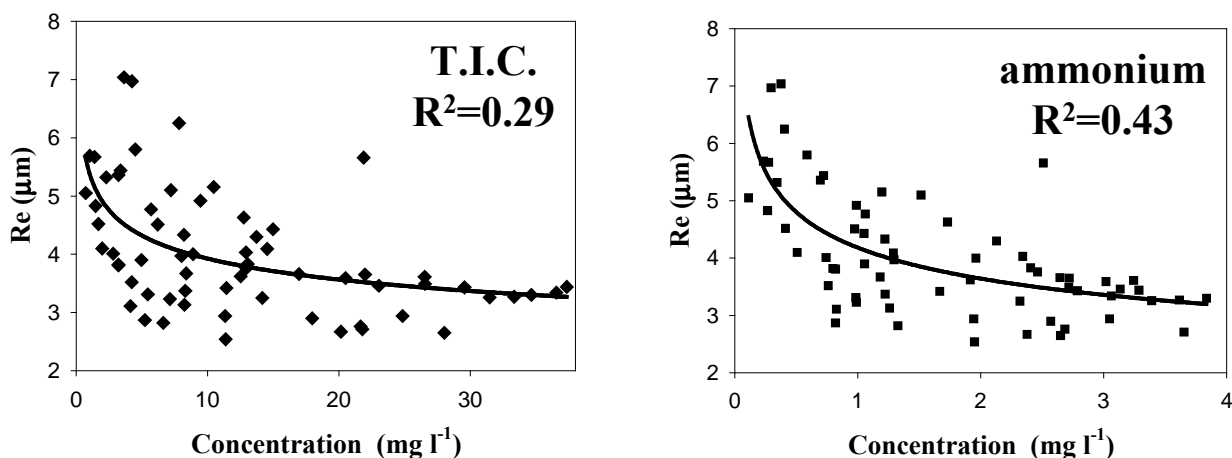 8
7
6
5
4
3
2
Re (μm)
T.I.C.
R²=0.29
0 10 20 30
Concentration (mg l⁻¹)
8
7
6
5
4
3
2
Re (μm)
ammonium
R²=0.43
0 1 2 3 4
Concentration (mg l⁻¹)